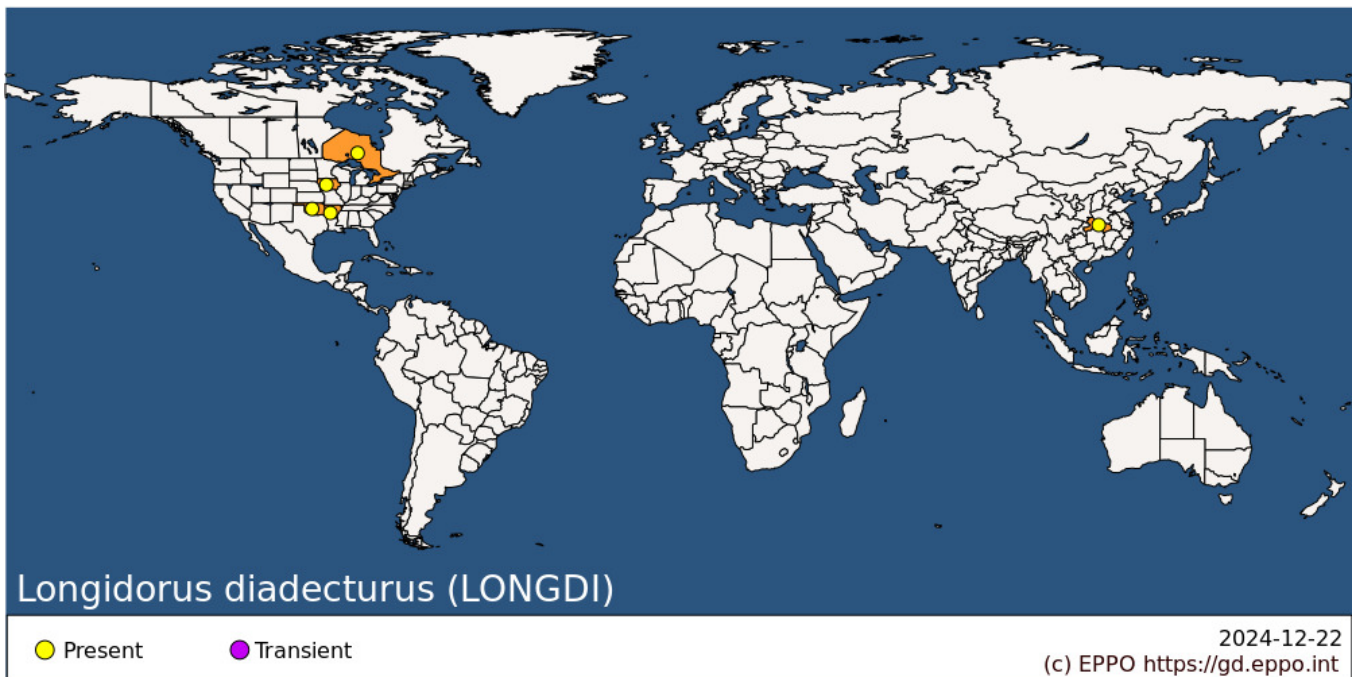 Longidorus diadecturus (LONGDI)
Present
Transient
2024-12-22
(c) EPPO https://gd.eppo.int